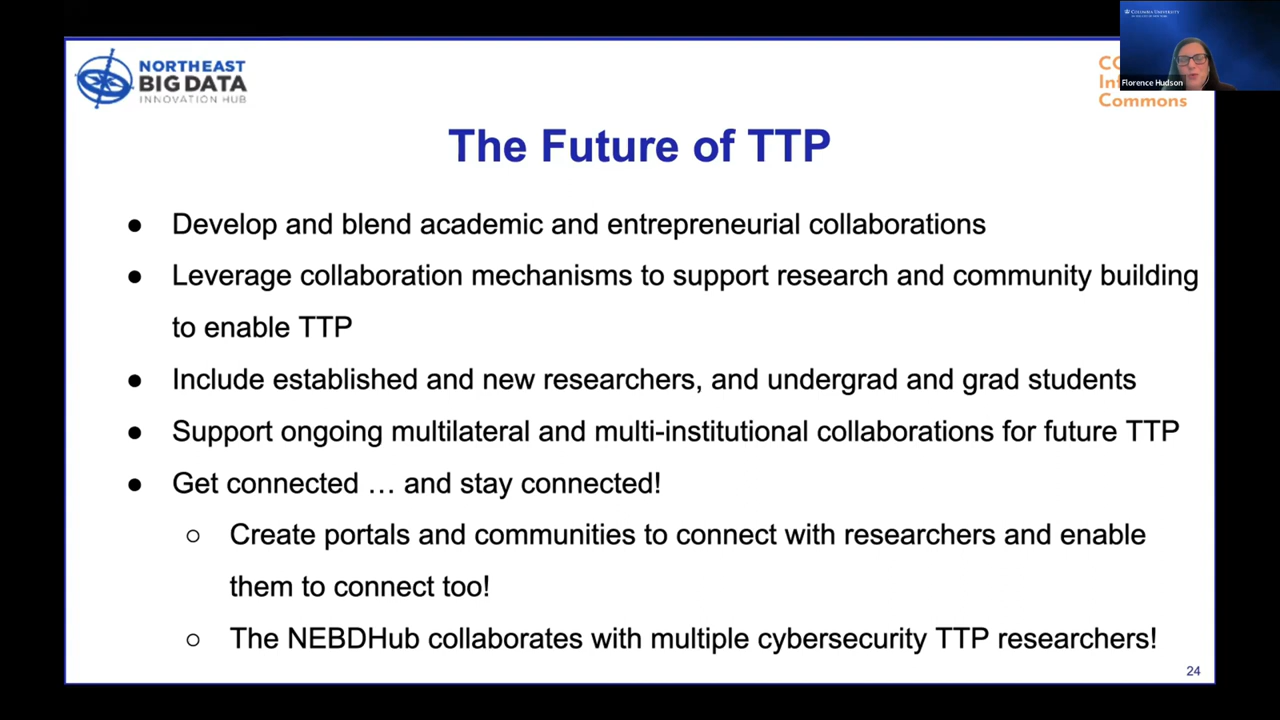 NORTHEAST
BIG DATA
INNOVATION HUB
COLUMBIA UNIVERSITY
Florence Hudson
Commons
The Future of TTP
● Develop and blend academic and entrepreneurial collaborations
● Leverage collaboration mechanisms to support research and community building
to enable TTP
● Include established and new researchers, and undergrad and grad students
● Support ongoing multilateral and multi-institutional collaborations for future TTP
● Get connected … and stay connected!
○ Create portals and communities to connect with researchers and enable
them to connect too!
○ The NEBDHub collaborates with multiple cybersecurity TTP researchers!
24